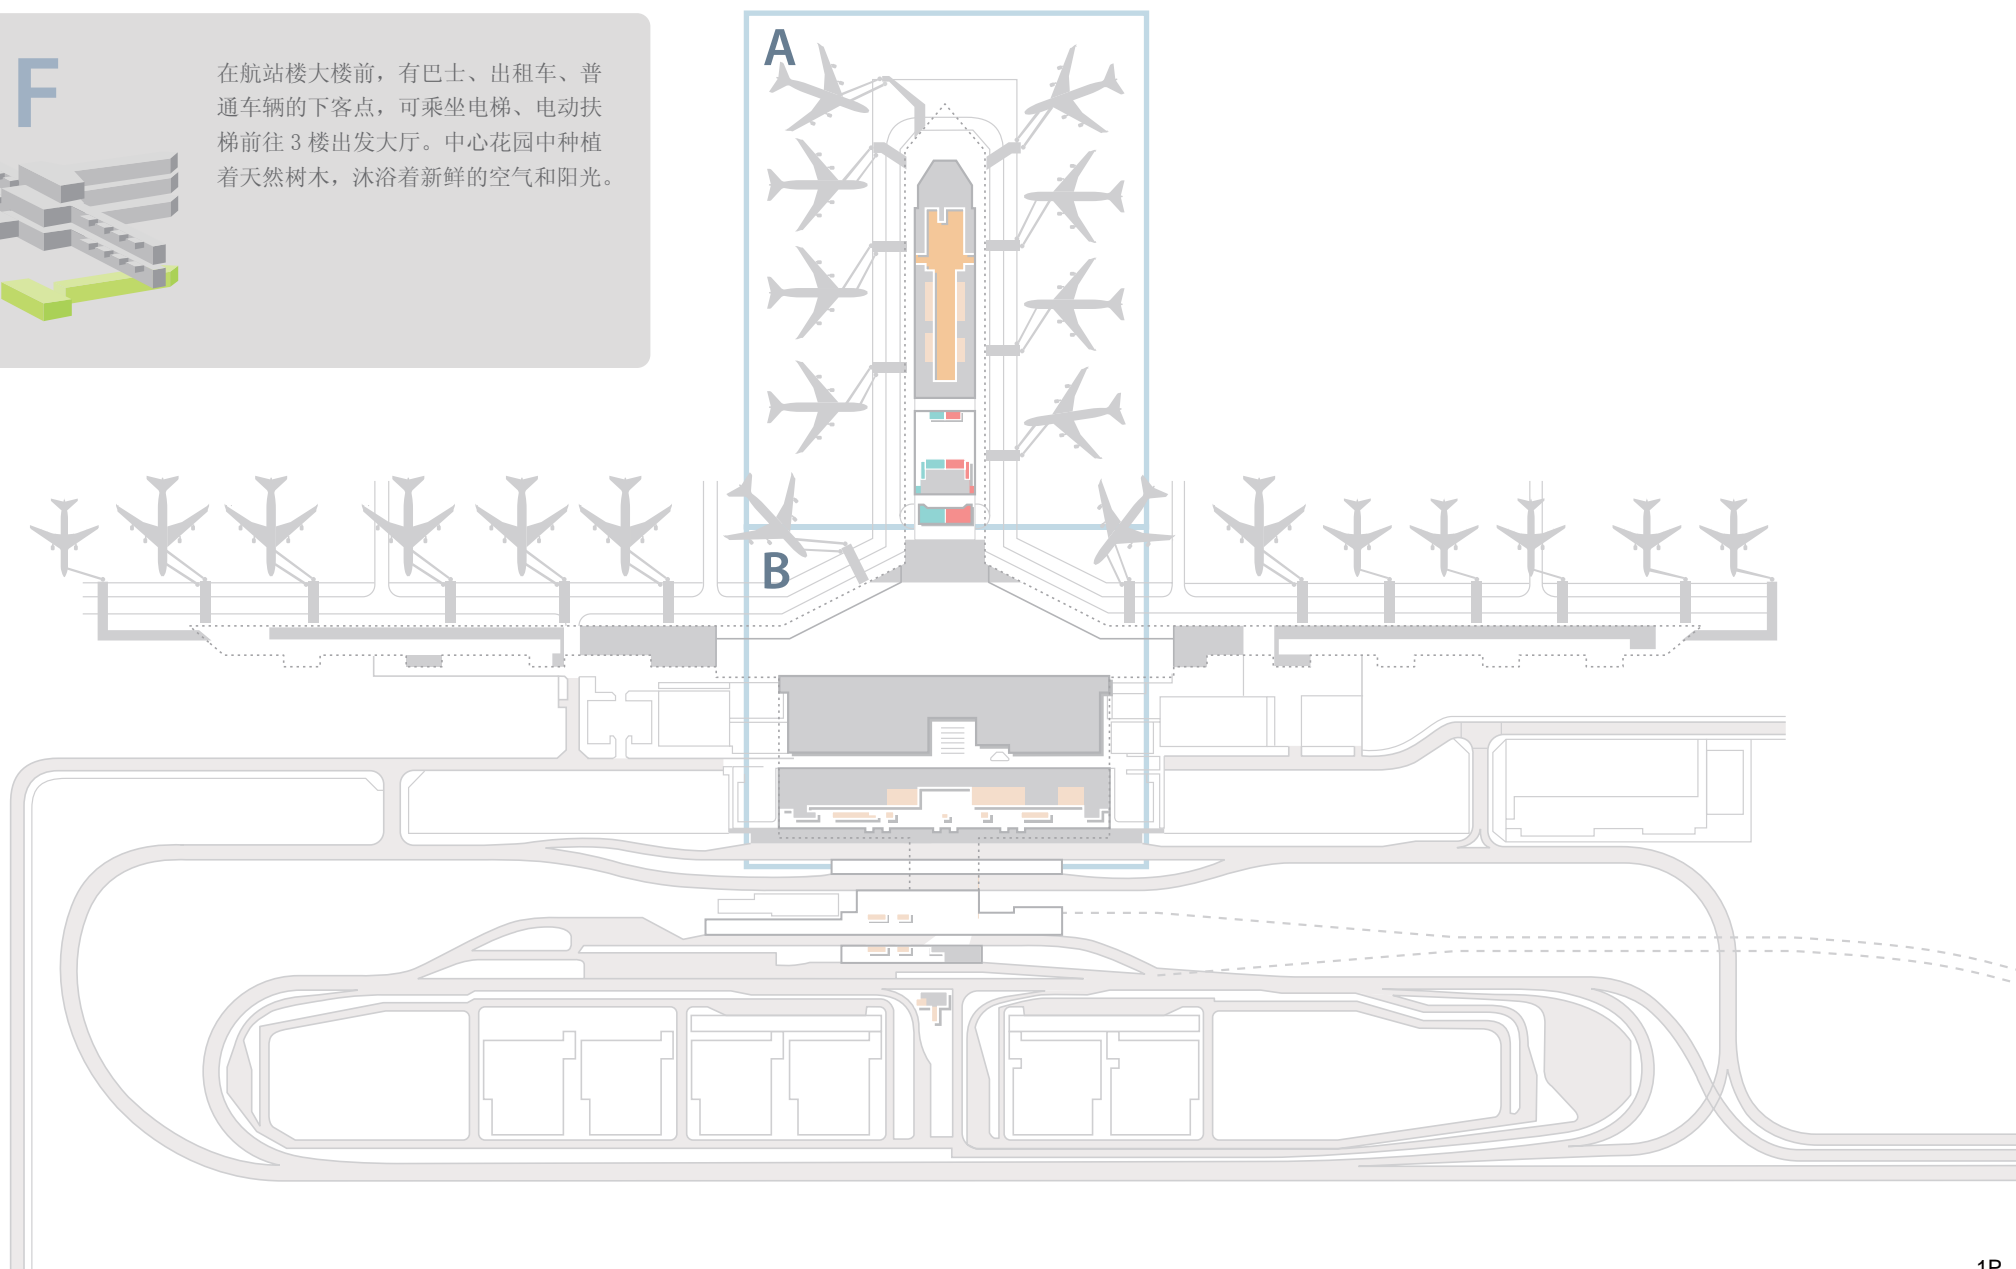 F
在航站楼大楼前，有巴士、出租车、普
通车辆的下客点，可乘坐电梯、电动扶
梯前往 3 楼出发大厅。中心花园中种植
着天然树木，沐浴着新鲜的空气和阳光。
A
B
1P